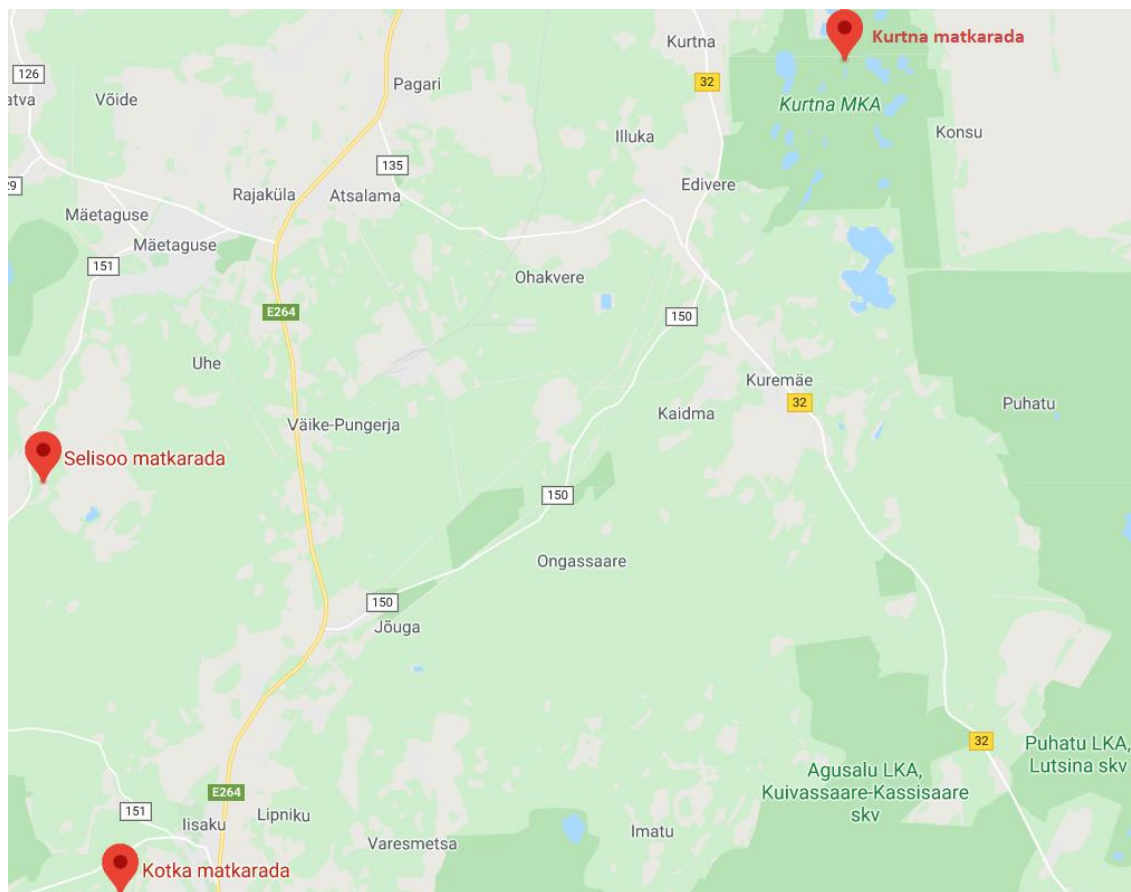 Kurtna
Kurtna matkarada
126
atva
Võide
Pagari
32
Kurtna MKA
Illuka
Konsu
135
29
Rajaküla
Atsalama
Edivere
Mäetaguse
Mäetaguse
151
Ohakvere
E264
150
Uhe
Kuremäe
32
Puhatu
Väike-Pungerja
Kaidma
Selisoo matkarada
150
Ongassaare
150
Jõuga
32
Puhatu LKA,
Lutsina skv
Agusalu LKA,
Kuivassaare-Kassisaare
skv
E264
151
Iisaku
Lipniku
Imatu
Varesmetsa
Kotka matkarada